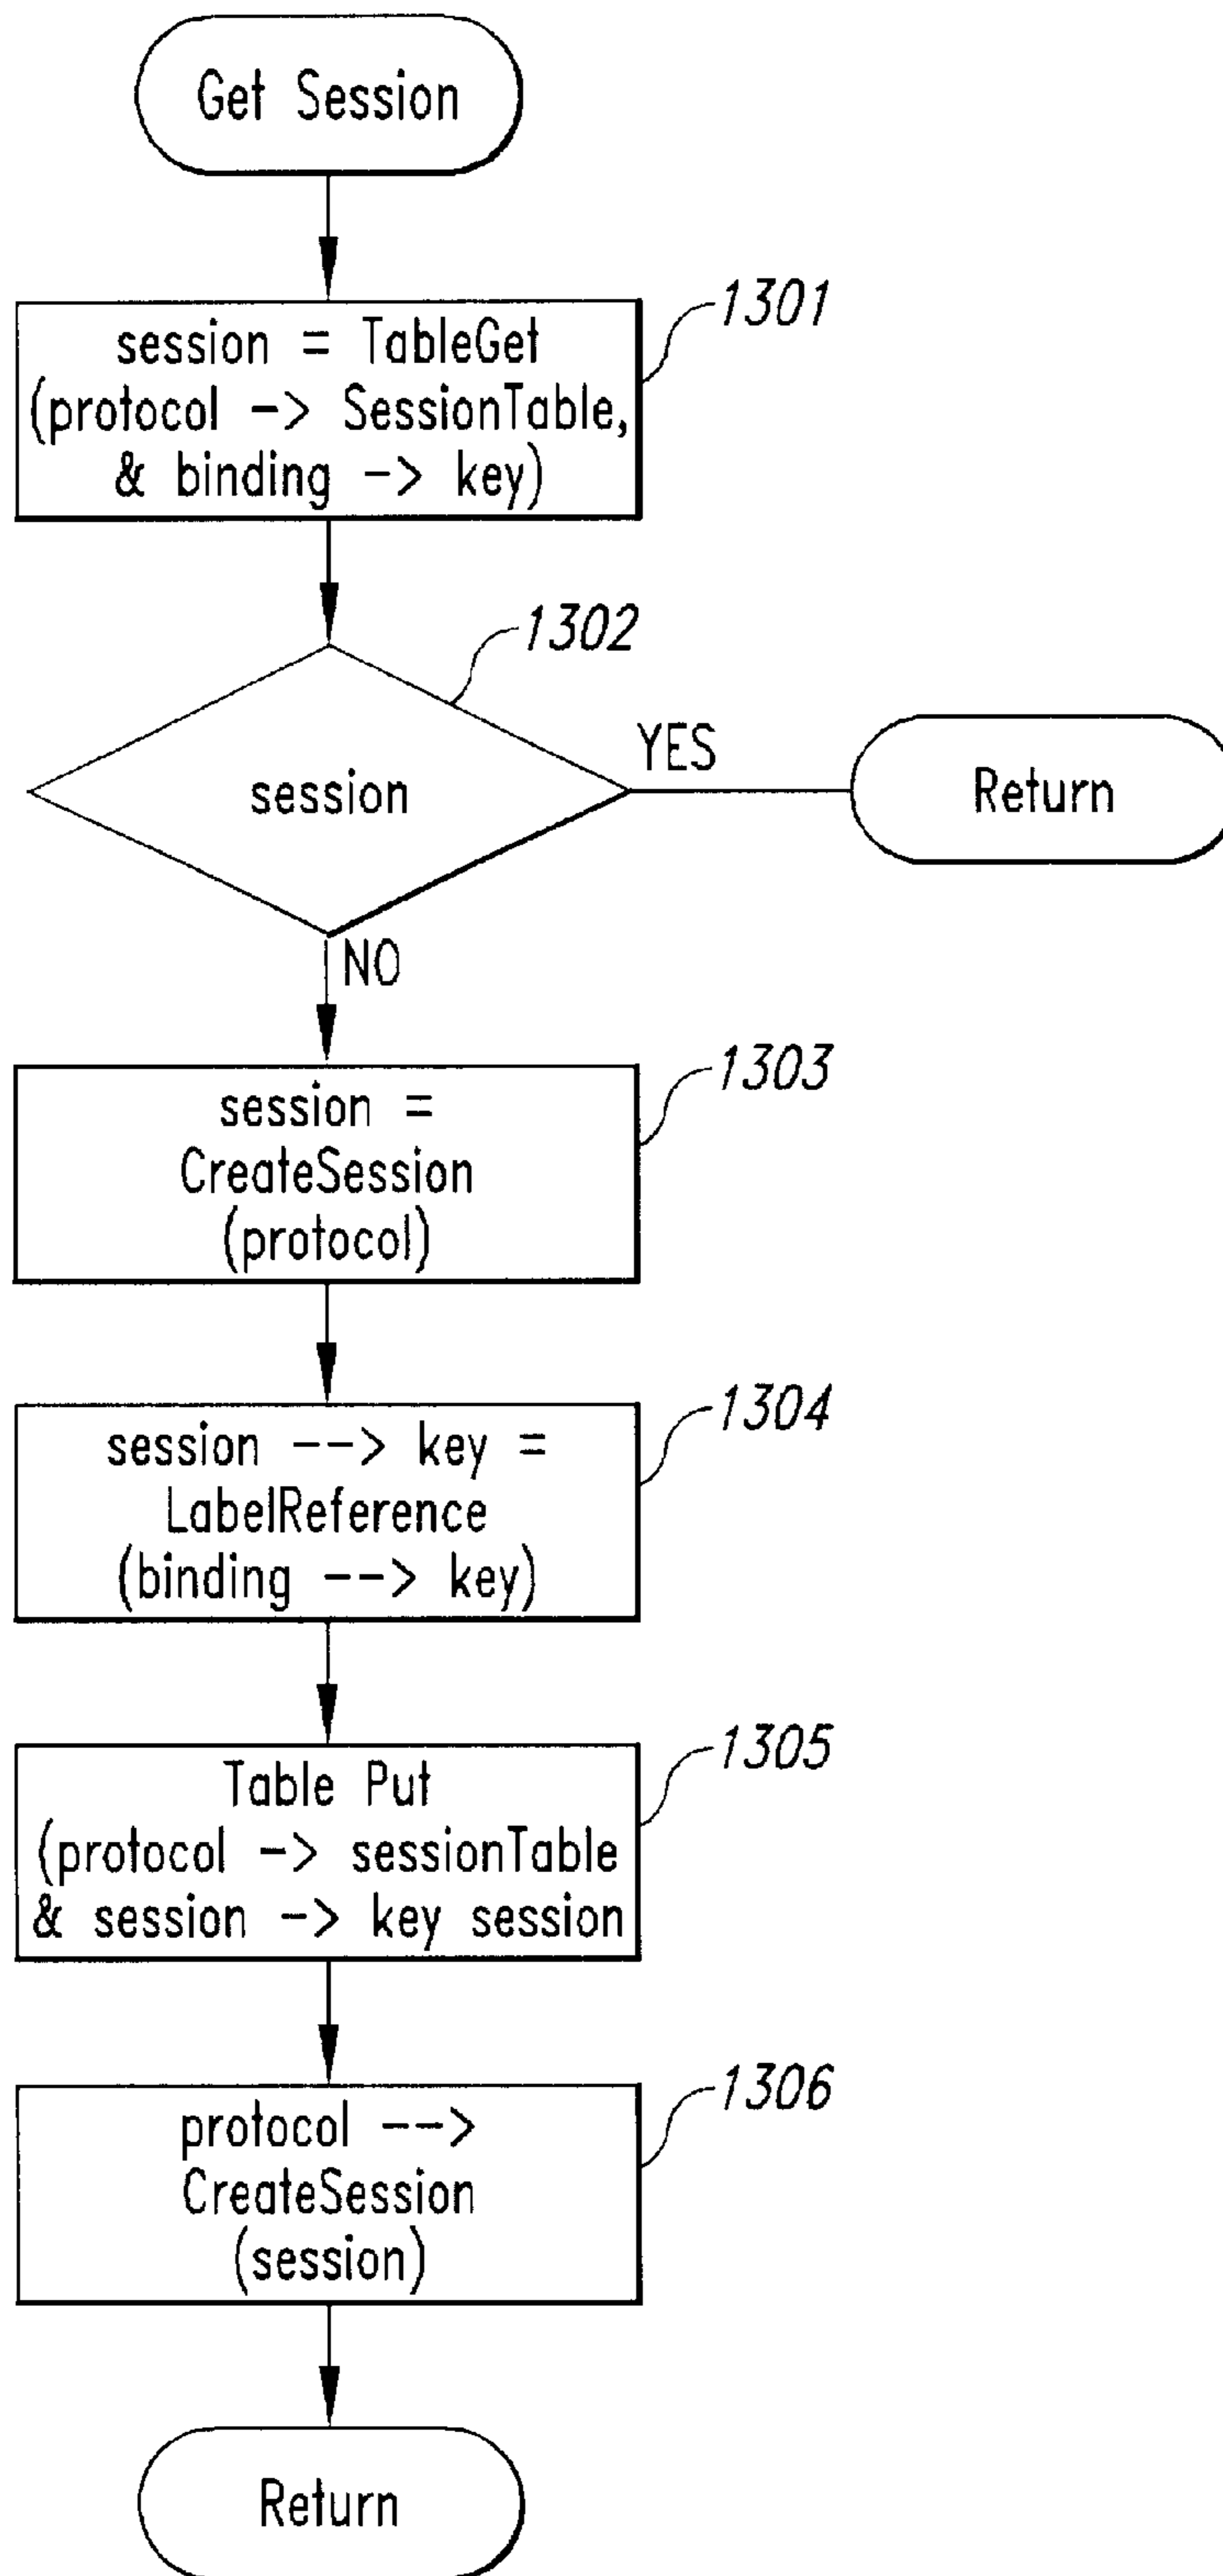 Get Session
1301
session = TableGet
(protocol -> SessionTable,
& binding -> key)
1302
session
YES
Return
NO
1303
session =
CreateSession
(protocol)
1304
session --> key =
LabelReference
(binding --> key)
1305
Table Put
(protocol -> sessionTable
& session -> key session
1306
protocol -->
CreateSession
(session)
Return